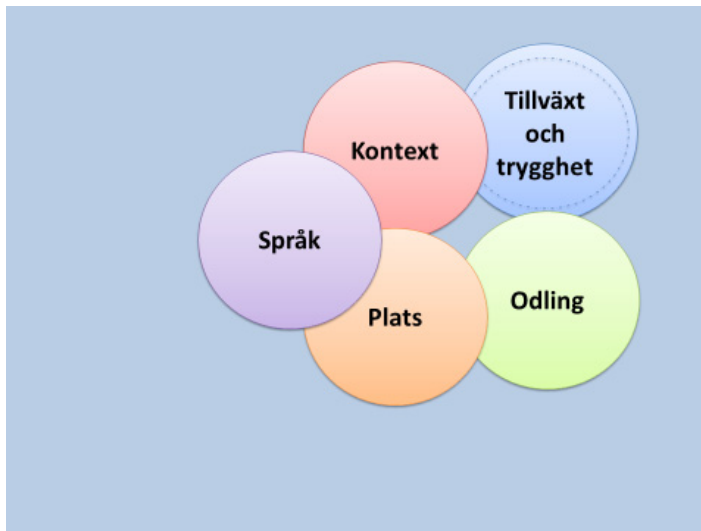 Tillväxt
och
trygghet
Kontext
Språk
Plats
Odling